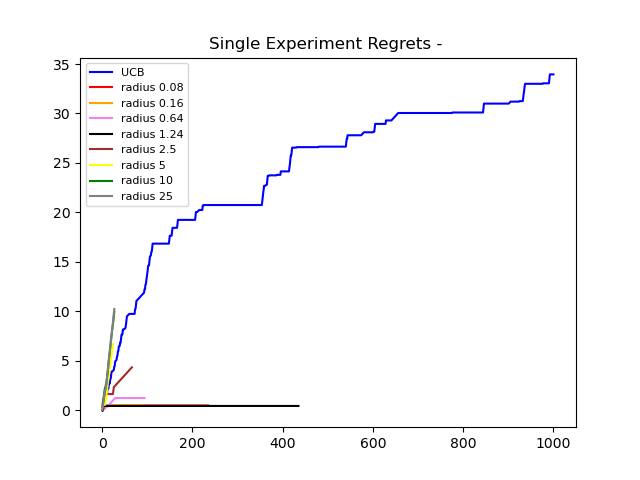 Single Experiment Regrets -
35
30
25
20
15
10
5
0
UCB
radius 0.08
radius 0.16
radius 0.64
radius 1.24
radius 2.5
radius 5
radius 10
radius 25
0 200 400 600 800 1000